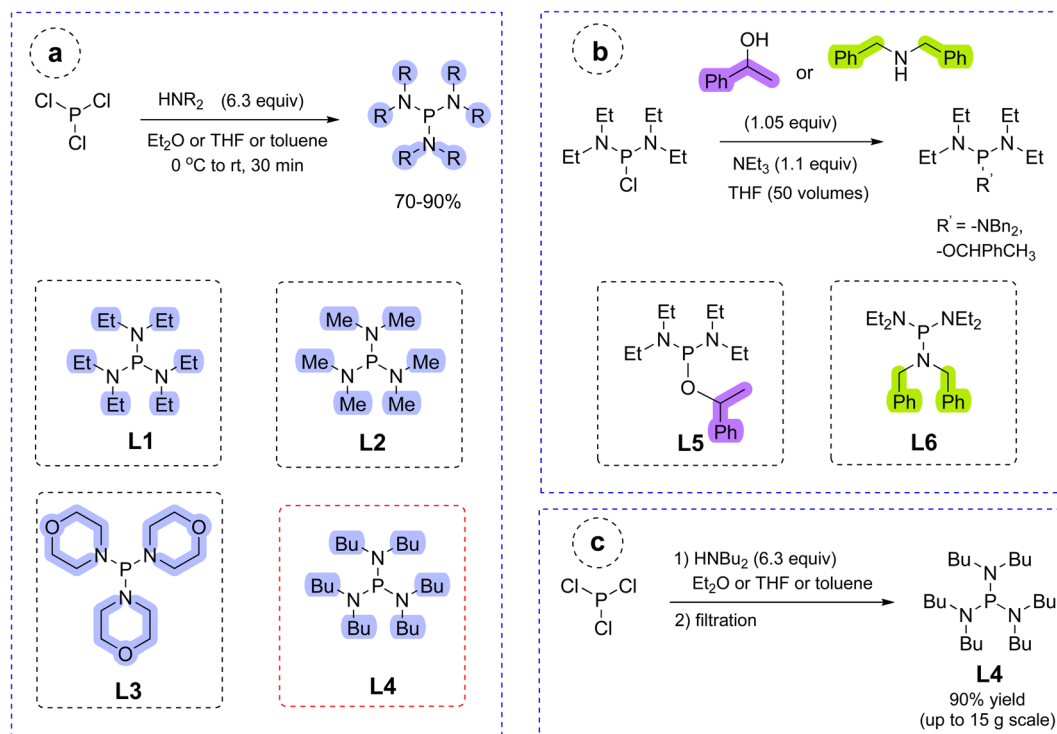 a
Cl Cl
P
Cl
HNR2 (6.3 equiv)
Et2O or THF or toluene
0 °C to rt, 30 min
R R
R N N R
P
R N R
70-90%
Et Et
N
Et P Et
N N
Et Et
L1
Me Me
N
Me P Me
N N
Me Me
L2
O O
N N
P
N
O
L3
Bu Bu
N
Bu P Bu
N N
Bu Bu
L4
b
OH
Ph
or
Ph N Ph
H
Et Et
N N
Et P Et
Cl
(1.05 equiv)
NEt3 (1.1 equiv)
THF (50 volumes)
Et Et
N N
Et P Et
R'
R' = -NBn2,
-OCHPhCH3
Et Et
N N
Et P Et
O
Ph
L5
NEt2 NEt2
P
N
Ph Ph
L6
c
Cl Cl
P
Cl
1) HNBu2 (6.3 equiv)
Et2O or THF or toluene
2) filtration
Bu Bu
N
Bu P Bu
N N
Bu Bu
L4
90% yield
(up to 15 g scale)